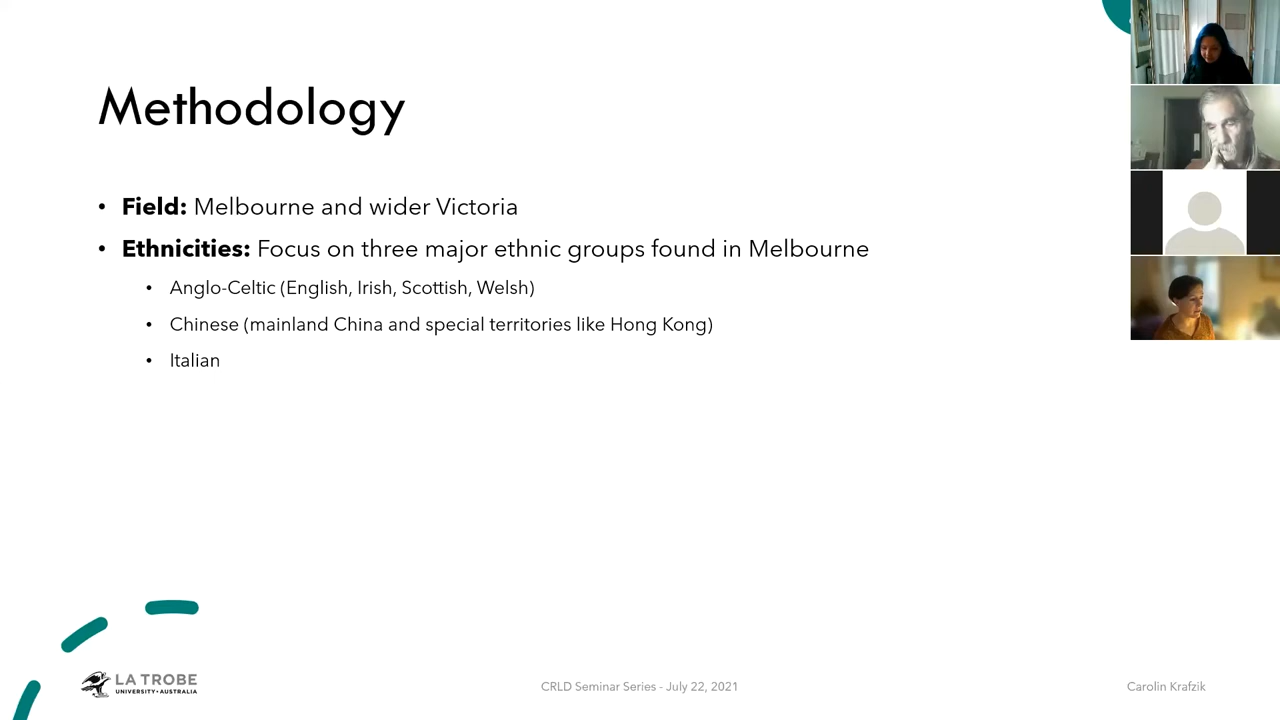 Methodology
• Field: Melbourne and wider Victoria
• Ethnicities: Focus on three major ethnic groups found in Melbourne
• Anglo-Celtic (English, Irish, Scottish, Welsh)
• Chinese (mainland China and special territories like Hong Kong)
• Italian
LA TROBE
UNIVERSITY • AUSTRALIA
CRLD Seminar Series - July 22, 2021
Carolin Krafzik